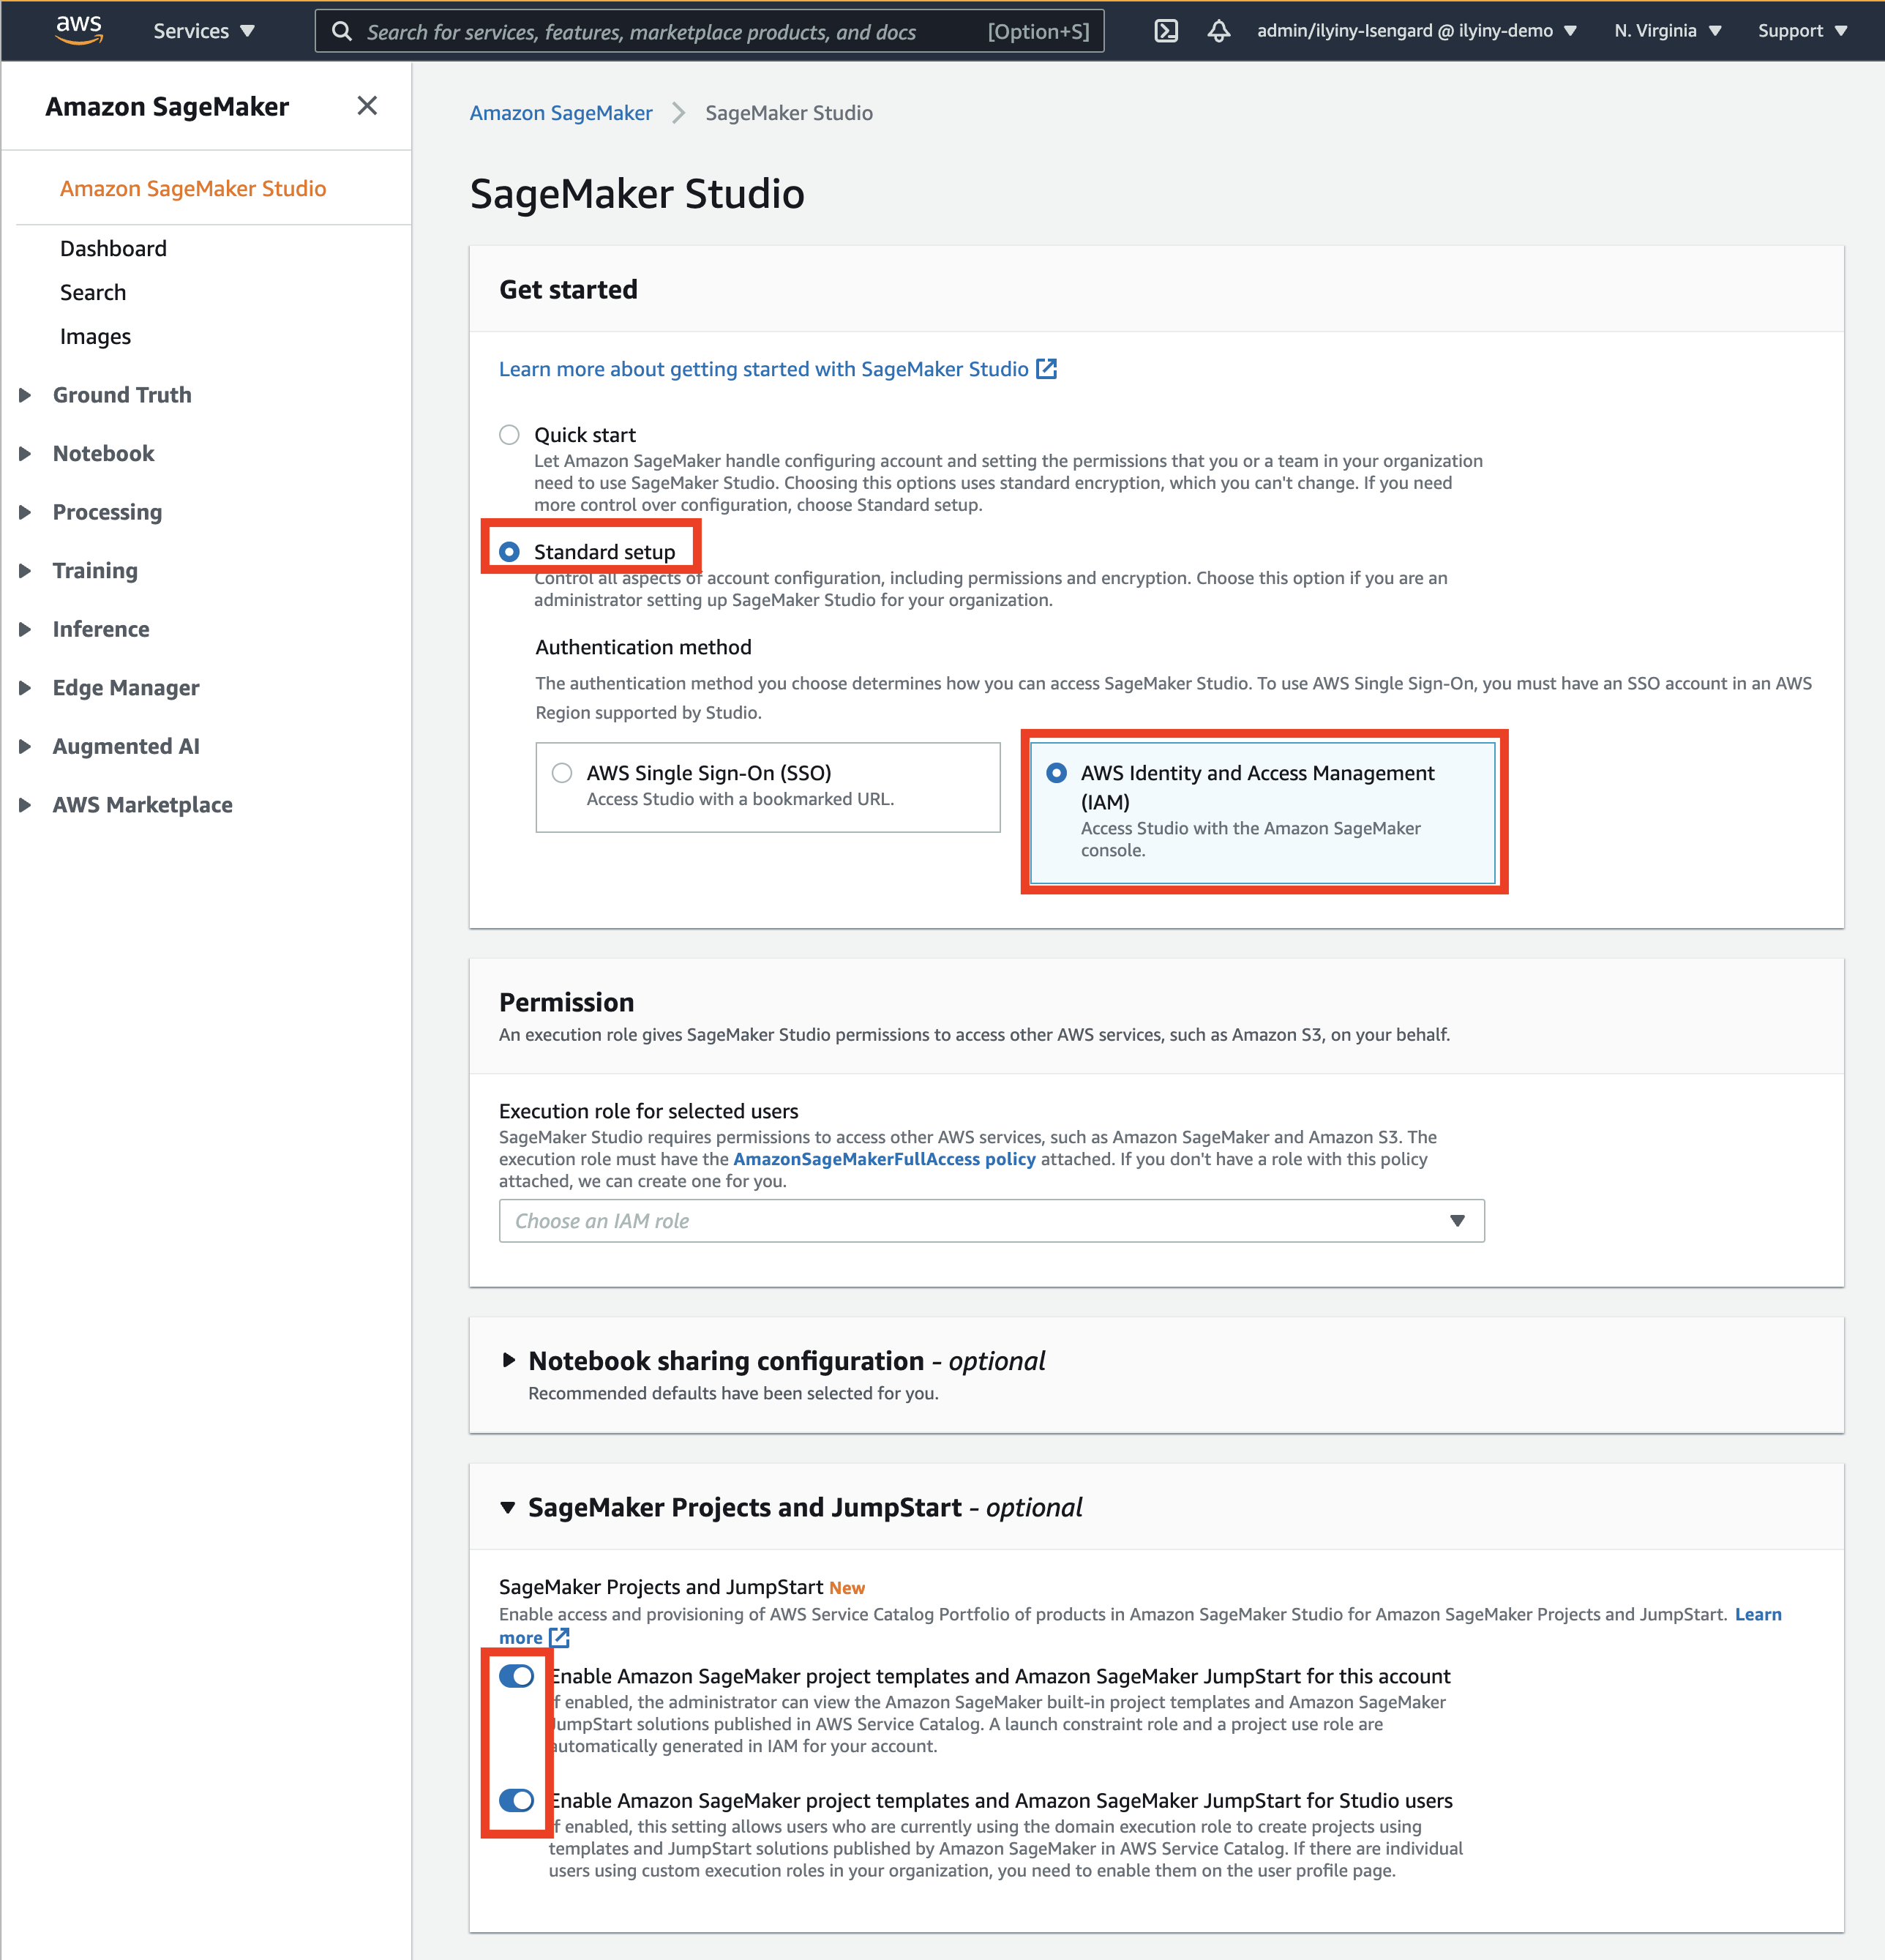 aws
Services
Search for services, features, marketplace products, and docs [Option+S]
admin/ilyiny-Isengard @ ilyiny-demo
N. Virginia
Support
Amazon SageMaker
Amazon SageMaker Studio
Dashboard
Search
Images
Ground Truth
Notebook
Processing
Training
Inference
Edge Manager
Augmented AI
AWS Marketplace
Amazon SageMaker
SageMaker Studio
SageMaker Studio
Get started
Learn more about getting started with SageMaker Studio
Quick start
Let Amazon SageMaker handle configuring account and setting the permissions that you or a team in your organization
need to use SageMaker Studio. Choosing this options uses standard encryption, which you can't change. If you need
more control over configuration, choose Standard setup.
Standard setup
Control all aspects of account configuration, including permissions and encryption. Choose this option if you are an
administrator setting up SageMaker Studio for your organization.
Authentication method
The authentication method you choose determines how you can access SageMaker Studio. To use AWS Single Sign-On, you must have an SSO account in an AWS
Region supported by Studio.
AWS Single Sign-On (SSO)
Access Studio with a bookmarked URL.
AWS Identity and Access Management
(IAM)
Access Studio with the Amazon SageMaker
console.
Permission
An execution role gives SageMaker Studio permissions to access other AWS services, such as Amazon S3, on your behalf.
Execution role for selected users
SageMaker Studio requires permissions to access other AWS services, such as Amazon SageMaker and Amazon S3. The
execution role must have the AmazonSageMakerFullAccess policy attached. If you don't have a role with this policy
attached, we can create one for you.
Choose an IAM role
Notebook sharing configuration - optional
Recommended defaults have been selected for you.
SageMaker Projects and JumpStart - optional
SageMaker Projects and JumpStart New
Enable access and provisioning of AWS Service Catalog Portfolio of products in Amazon SageMaker Studio for Amazon SageMaker Projects and JumpStart. Learn
more
Enable Amazon SageMaker project templates and Amazon SageMaker JumpStart for this account
If enabled, the administrator can view the Amazon SageMaker built-in project templates and Amazon SageMaker
JumpStart solutions published in AWS Service Catalog. A launch constraint role and a project use role are
automatically generated in IAM for your account.
Enable Amazon SageMaker project templates and Amazon SageMaker JumpStart for Studio users
If enabled, this setting allows users who are currently using the domain execution role to create projects using
templates and JumpStart solutions published by Amazon SageMaker in AWS Service Catalog. If there are individual
users using custom execution roles in your organization, you need to enable them on the user profile page.